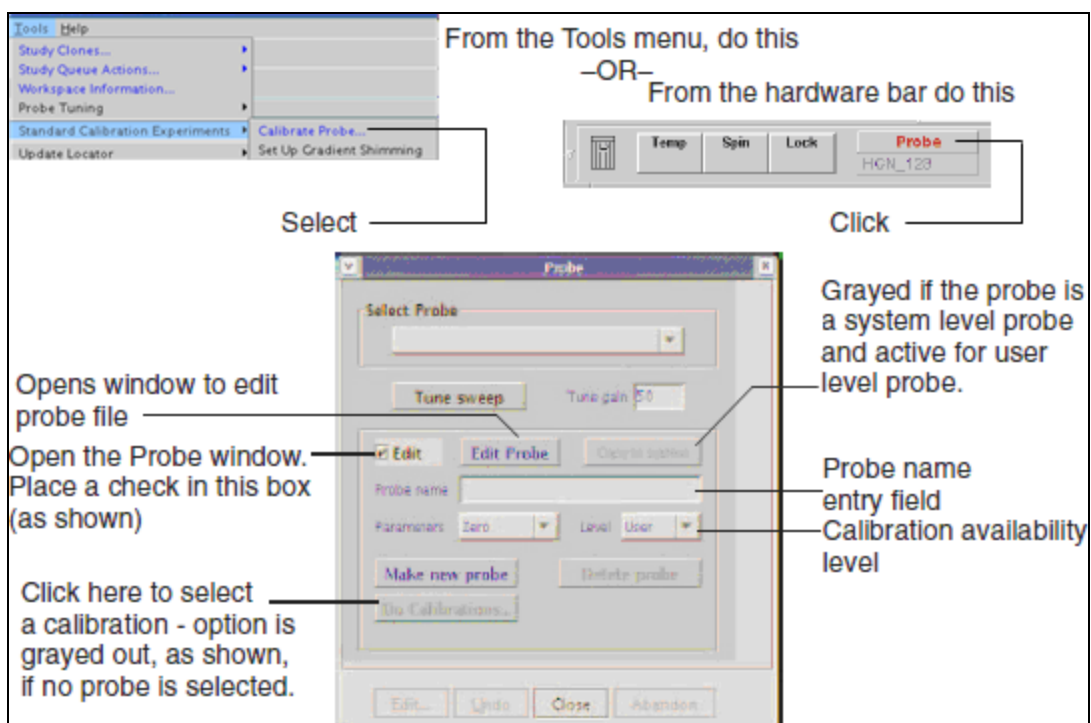 Tools Help
Study Clones...
Study Queue Actions...
Workspace Information...
Probe Tuning
Standard Calibration Experiments
Update Locator
Calibrate Probe...
Set Up Gradient Shimming
From the Tools menu, do this
–OR–
From the hardware bar do this
Temp Spin Lock Probe
HCN_123
Select
Click
Probe
Select Probe
Tune sweep Tune gain 50
Edit Edit Probe Copy to system
Probe name
Parameters Zero Level User
Make new probe Delete probe
Do Calibrations...
Edit... Undo Close Abandon
Opens window to edit
probe file
Open the Probe window.
Place a check in this box
(as shown)
Click here to select
a calibration - option is
grayed out, as shown,
if no probe is selected.
Grayed if the probe is
a system level probe
and active for user
level probe.
Probe name
entry field
Calibration availability
level